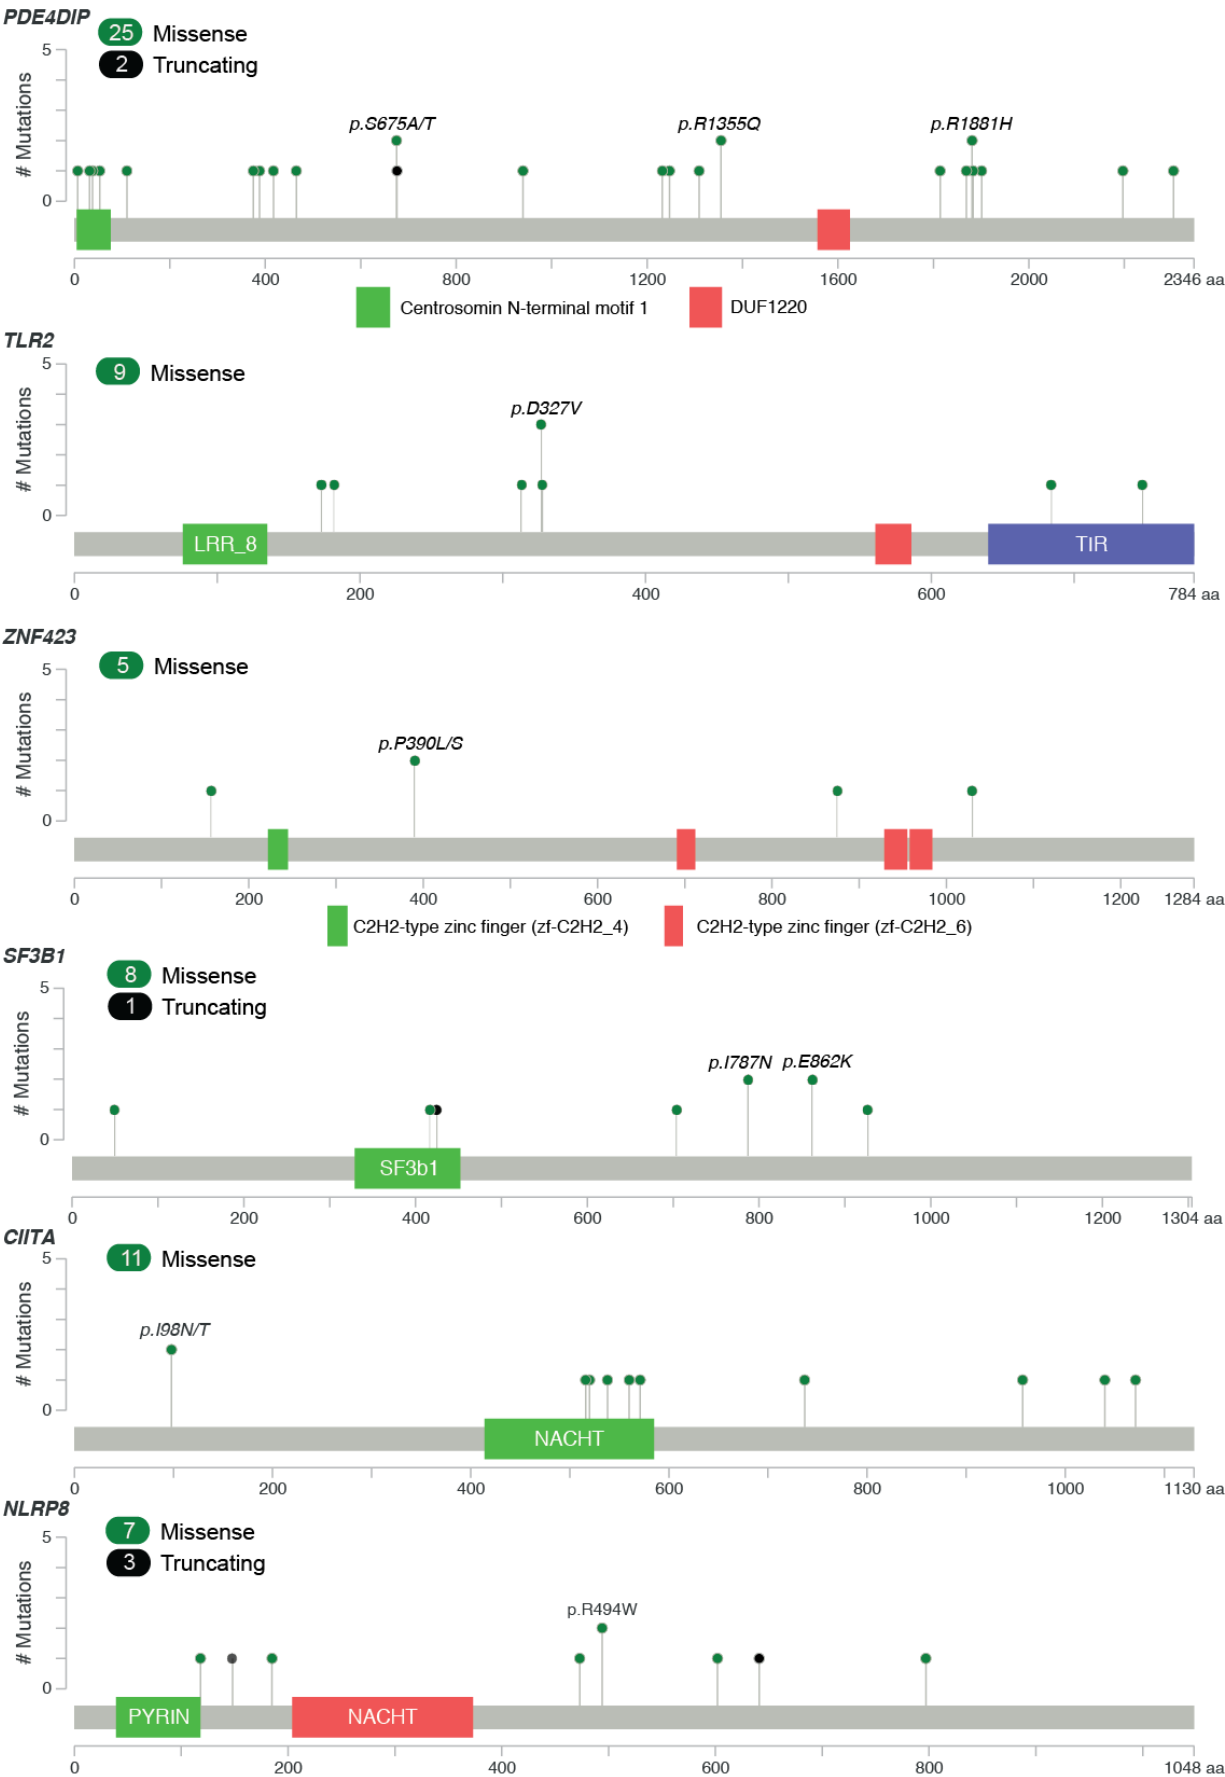 PDE4DIP
25 Missense
2 Truncating
# Mutations
5
0
p.S675A/T
p.R1355Q
p.R1881H
0 400 800 1200 1600 2000 2346 aa
Centrosomin N-terminal motif 1 DUF1220
TLR2
9 Missense
# Mutations
5
0
p.D327V
LRR_8 TIR
0 200 400 600 784 aa
ZNF423
5 Missense
# Mutations
5
0
p.P390L/S
0 200 400 600 800 1000 1200 1284 aa
C2H2-type zinc finger (zf-C2H2_4) C2H2-type zinc finger (zf-C2H2_6)
SF3B1
8 Missense
1 Truncating
# Mutations
5
0
p.I787N p.E862K
SF3b1
0 200 400 600 800 1000 1200 1304 aa
CIITA
11 Missense
# Mutations
5
0
p.I98N/T
NACHT
0 200 400 600 800 1000 1130 aa
NLRP8
7 Missense
3 Truncating
# Mutations
5
0
p.R494W
PYRIN NACHT
0 200 400 600 800 1048 aa